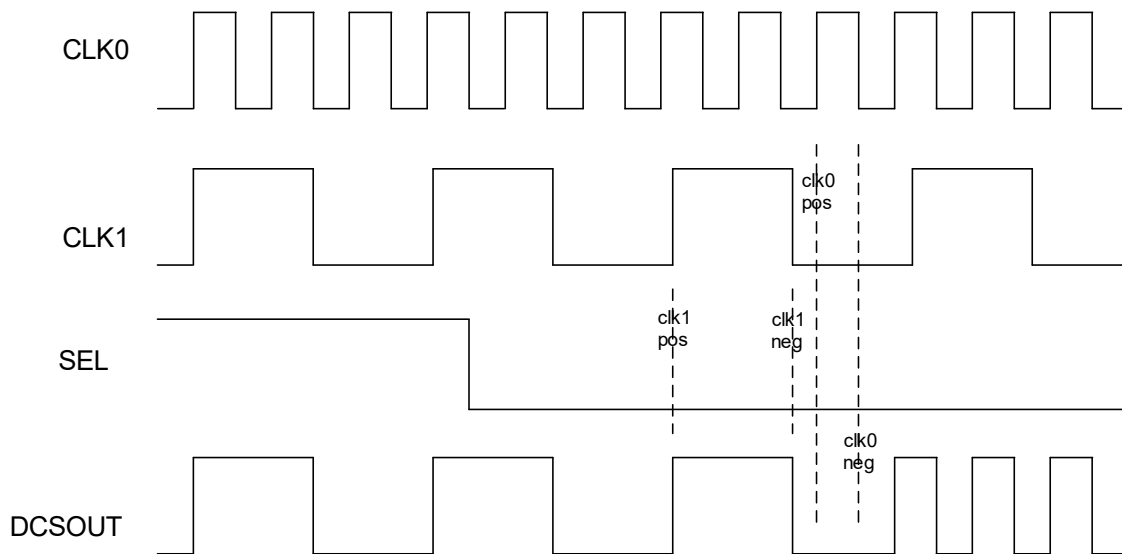 CLK0
clk0
pos
CLK1
clk1
pos
clk1
neg
SEL
clk0
neg
DCSOUT